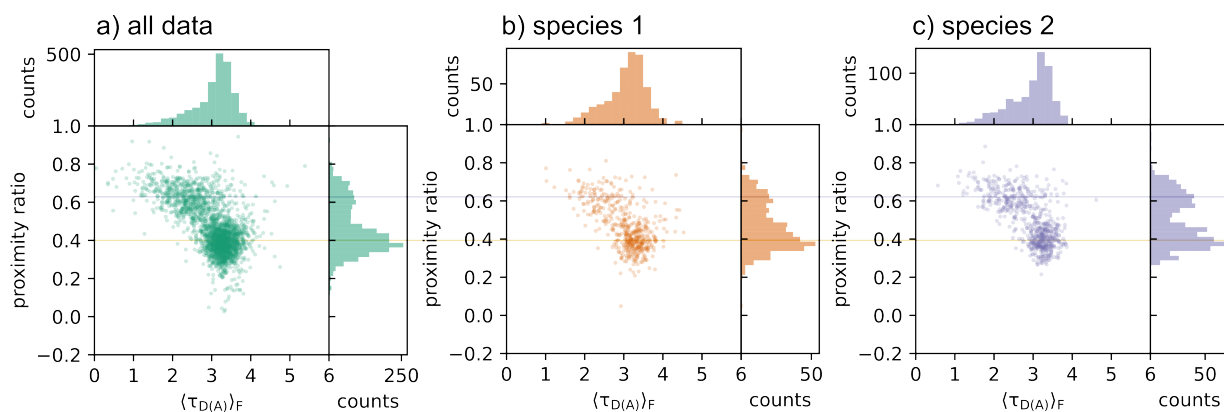 a) all data
b) species 1
c) species 2
500
counts
50
counts
100
counts
1.0
0.8
0.6
0.4
0.2
0.0
−0.2
proximity ratio
1.0
0.8
0.6
0.4
0.2
0.0
−0.2
proximity ratio
1.0
0.8
0.6
0.4
0.2
0.0
−0.2
proximity ratio
0 1 2 3 4 5 6 250
0 1 2 3 4 5 6 50
0 1 2 3 4 5 6 50
⟨τD(A)⟩F counts
⟨τD(A)⟩F counts
⟨τD(A)⟩F counts